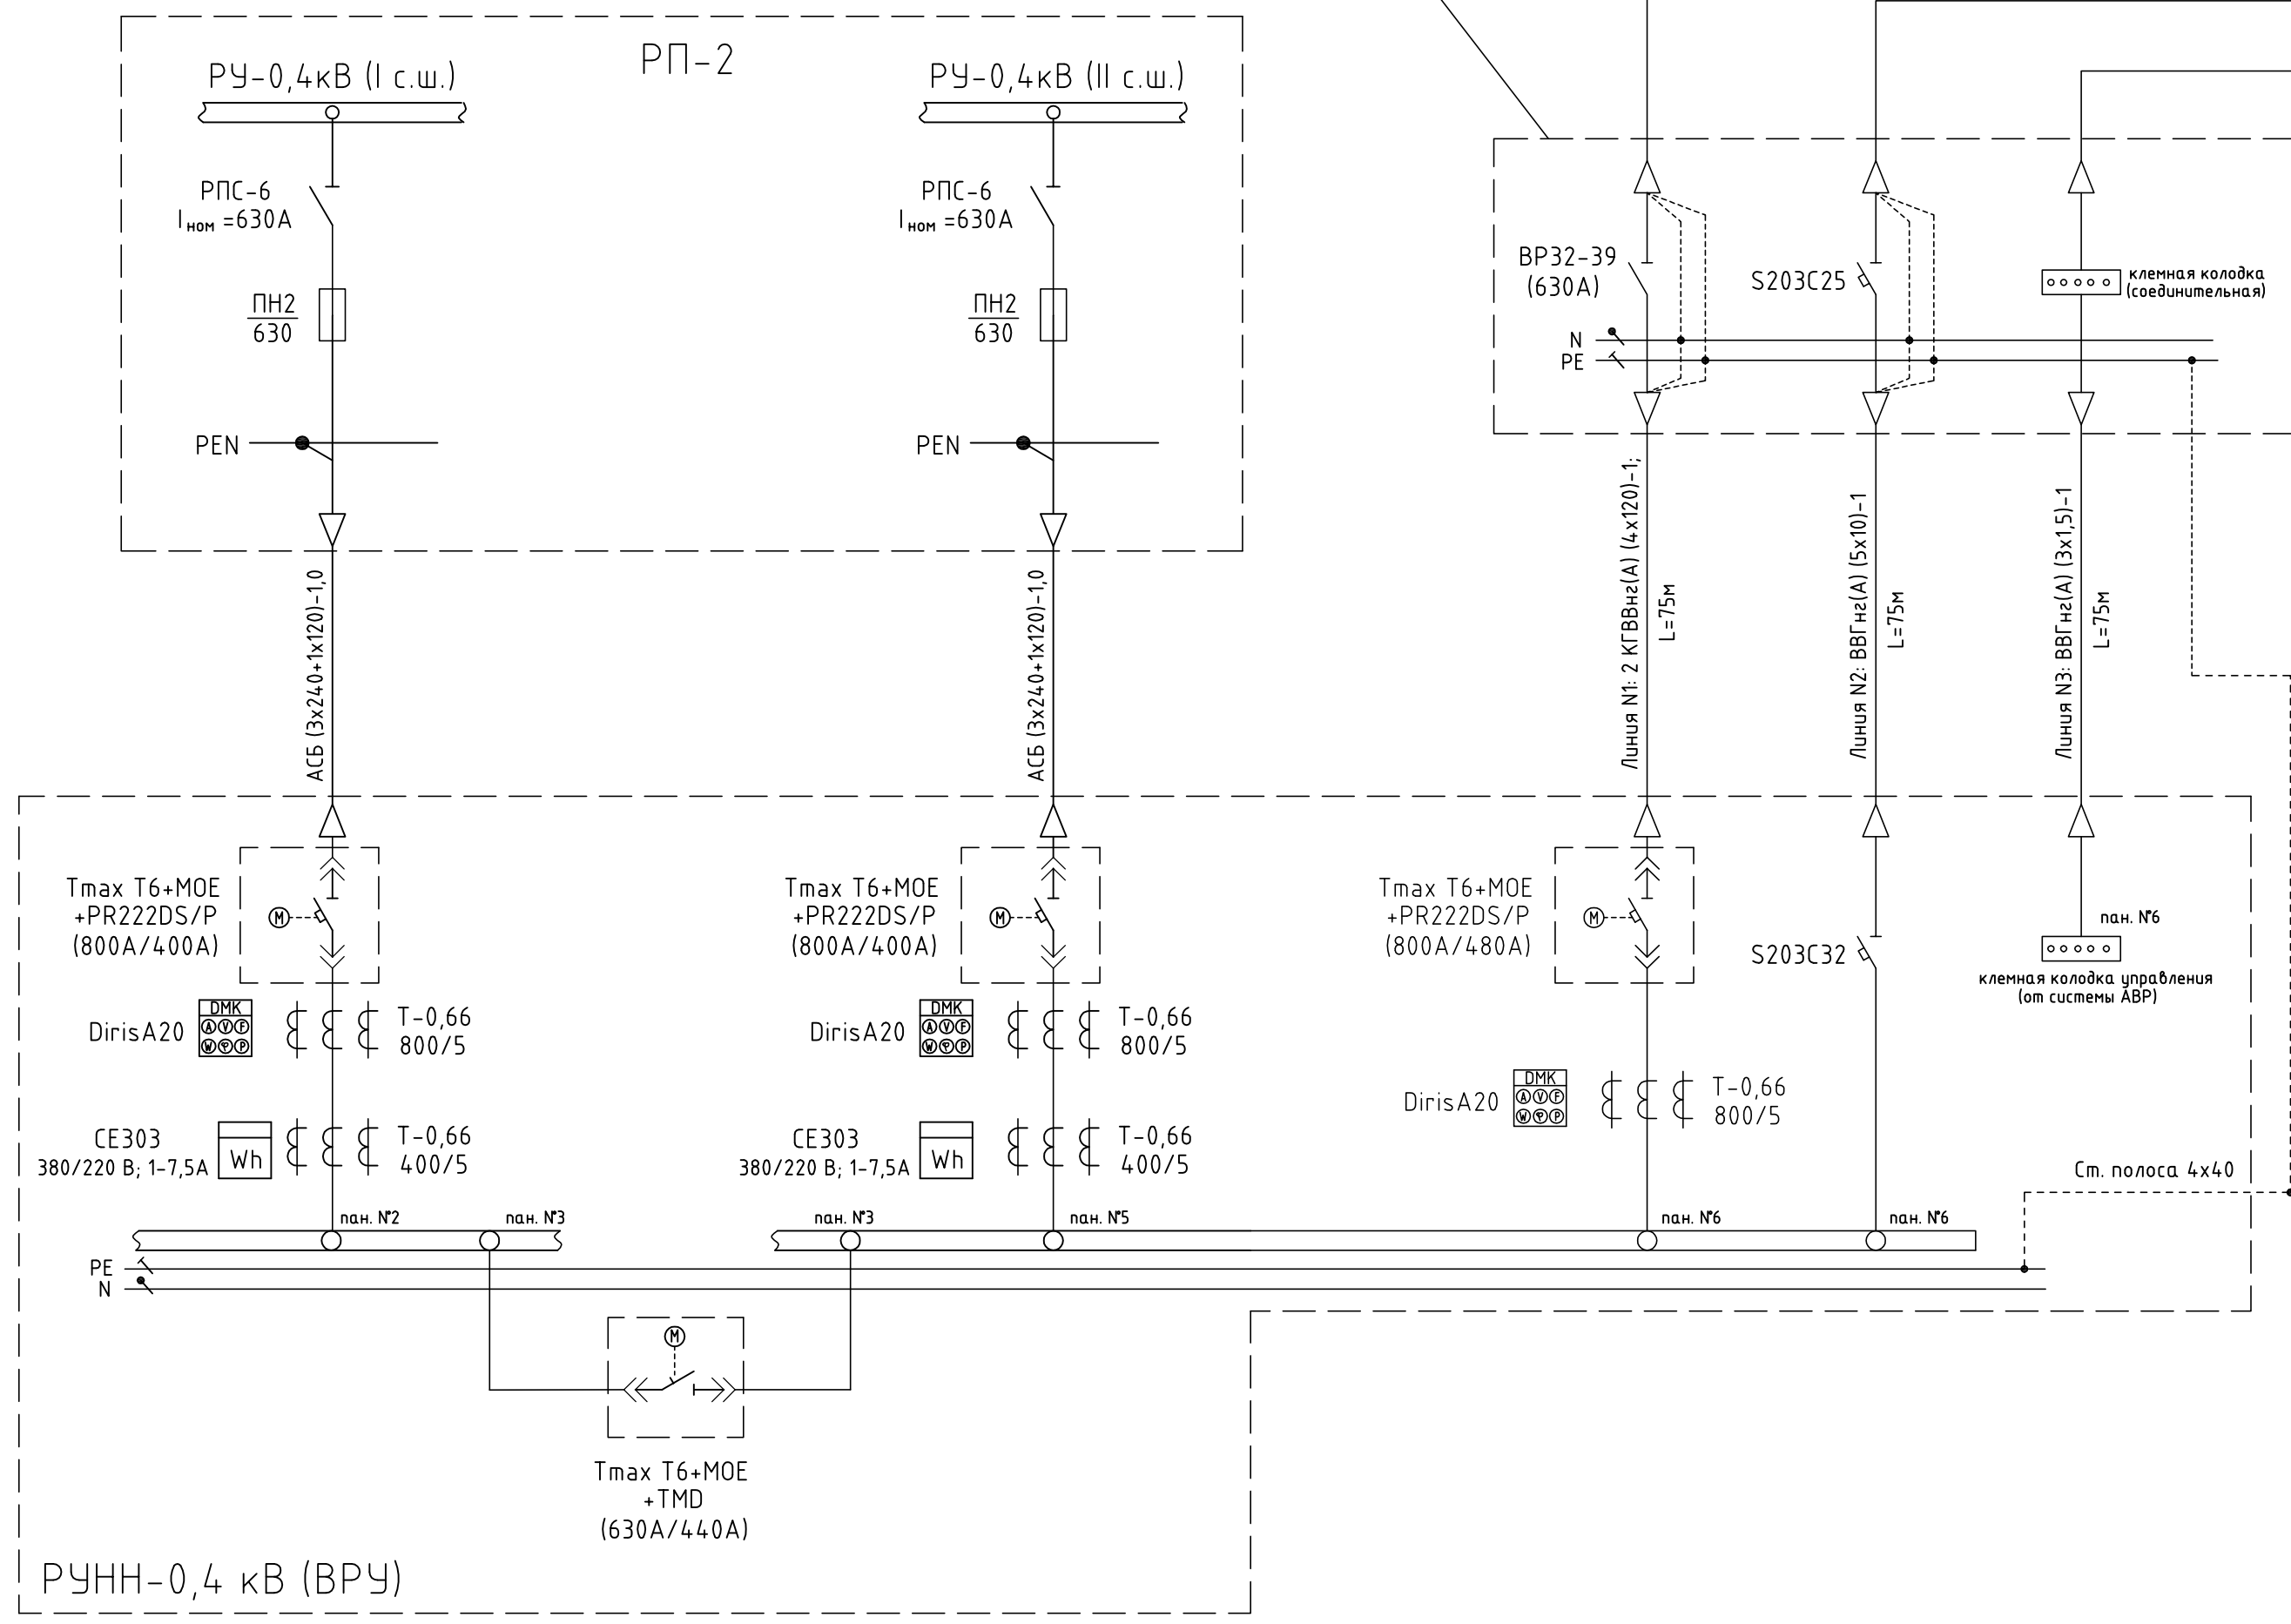 РП-2
РУ-0,4кВ (I с.ш.)
РУ-0,4кВ (II с.ш.)
РПС-6
Iном =630А
РПС-6
Iном =630А
ПН2
630
ПН2
630
PEN
PEN
АСБ (3х240+1х120)-1,0
АСБ (3х240+1х120)-1,0
ВР32-39
(630А)
S203C25
клемная колодка
(соединительная)
N
PE
Линия N1: 2 КГВВнг(А) (4х120)-1;
L=75м
Линия N2: ВВГнг(А) (5х10)-1
L=75м
Линия N3: ВВГнг(А) (3х1,5)-1
L=75м
Tmax T6+MOE
+PR222DS/P
(800A/400A)
M
Tmax T6+MOE
+PR222DS/P
(800A/400A)
M
Tmax T6+MOE
+PR222DS/P
(800A/480A)
M
S203C32
пан. №6
клемная колодка управления
(от системы АВР)
DirisA20
DMK
A V F
W φ P
Т-0,66
800/5
DirisA20
DMK
A V F
W φ P
Т-0,66
800/5
DirisA20
DMK
A V F
W φ P
Т-0,66
800/5
СЕ303
380/220 В; 1-7,5А
Wh
Т-0,66
400/5
СЕ303
380/220 В; 1-7,5А
Wh
Т-0,66
400/5
Ст. полоса 4х40
пан. №2
пан. №3
пан. №3
пан. №5
пан. №6
пан. №6
PE
N
M
Tmax T6+MOE
+TMD
(630A/440A)
РУНН-0,4 кВ (ВРУ)